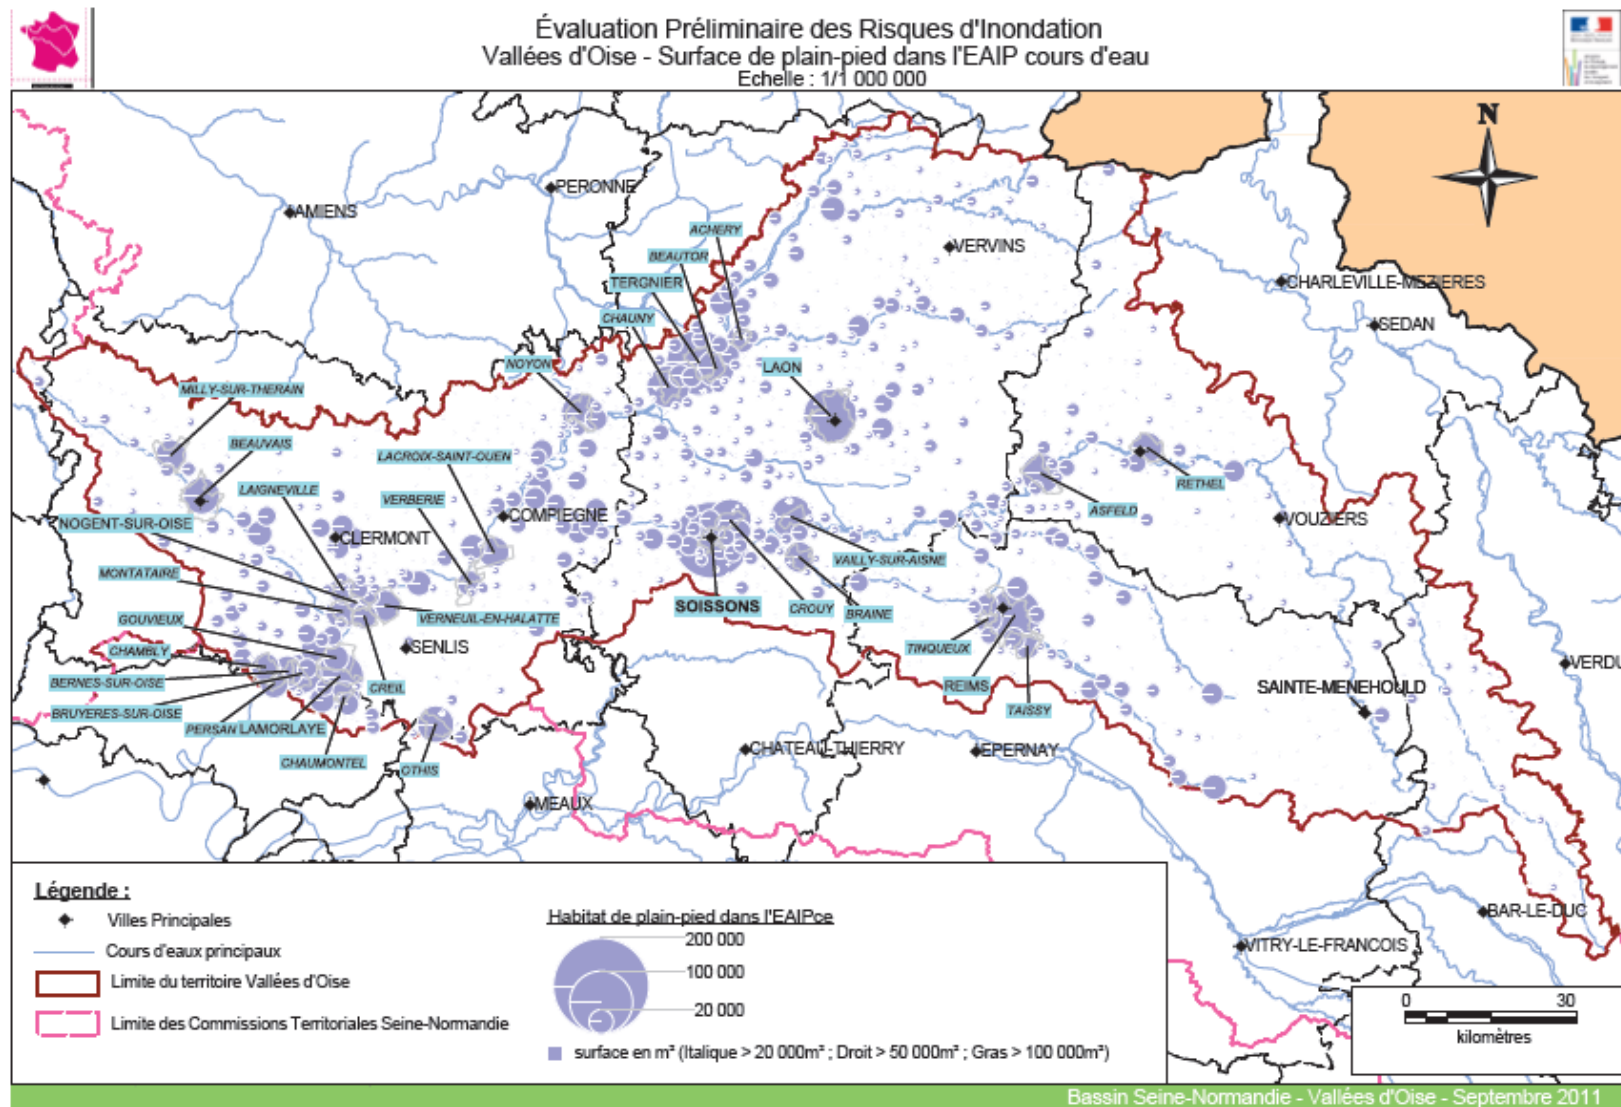 Évaluation Préliminaire des Risques d'Inondation
Vallées d'Oise - Surface de plain-pied dans l'EAIP cours d'eau
Echelle : 1/1 000 000
N
PERONNE
AMIENS
ACHERY
VERVINS
BEAUTOR
TERGNIER
CHARLEVILLE-MEZIERES
CHAUNY
SEDAN
NOYON
LAON
MILLY-SUR-THERAIN
BEAUVAIS
LACROIX-SAINT-OUEN
LAIGNEVILLE
VERBERIE
RETHEL
ASFELD
NOGENT-SUR-OISE
COMPIEGNE
VOUZIERS
CLERMONT
VAILLY-SUR-AISNE
MONTATAIRE
SOISSONS
CROUY
BRAINE
GOUVIEUX
VERNEUIL-EN-HALATTE
CHAMBLY
SENLIS
TINQUEUX
VERDU
BERNES-SUR-OISE
CREIL
REIMS
SAINTE-MENEHOULD
BRUYERES-SUR-OISE
TAISSY
PERSAN
LAMORLAYE
CHAUMONTEL
OTHIS
CHATEAU-THIERRY
EPERNAY
MEAUX
BAR-LE-DUC
VITRY-LE-FRANCOIS
Légende :
Villes Principales
Cours d'eaux principaux
Limite du territoire Vallées d'Oise
Limite des Commissions Territoriales Seine-Normandie
Habitat de plain-pied dans l'EAIPce
200 000
100 000
20 000
surface en m² (Italique > 20 000m² ; Droit > 50 000m² ; Gras > 100 000m²)
0 30
kilomètres
Bassin Seine-Normandie - Vallées d'Oise - Septembre 2011